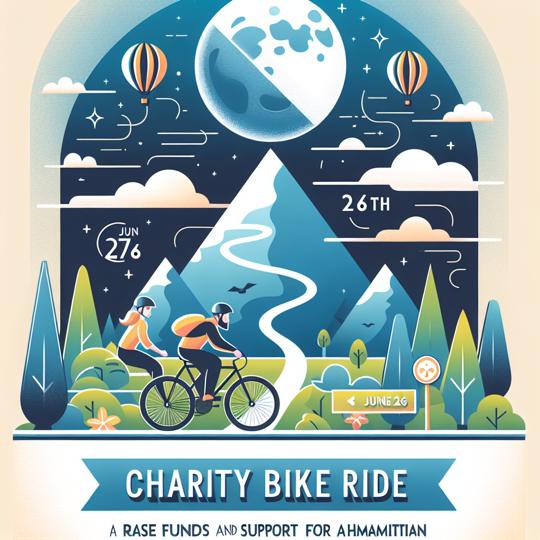 26TH
JUN
276
JUNE 26
CHARITY BIKE RIDE
A RASE FUNDS AND SUPPORT FOR AHMAMITTIAN